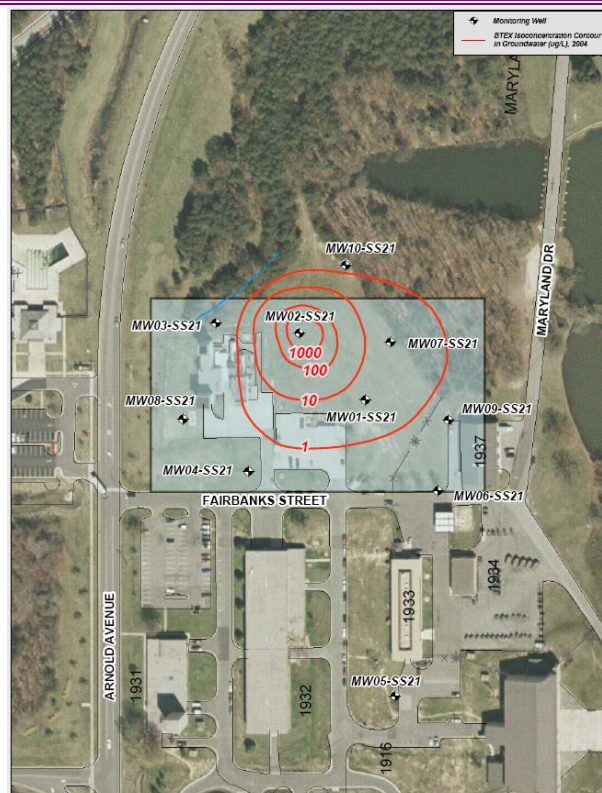 Monitoring Well
BTEX Isoconcentration Contour
in Groundwater (ug/L), 2004
MARYLA
MARYLAND DR
MW10-SS21
MW02-SS21
MW03-SS21
MW07-SS21
1000
100
10
MW01-SS21
MW08-SS21
MW09-SS21
1
1937
MW04-SS21
MW06-SS21
FAIRBANKS STREET
1934
1933
ARNOLD AVENUE
1931
1932
MW05-SS21
1916